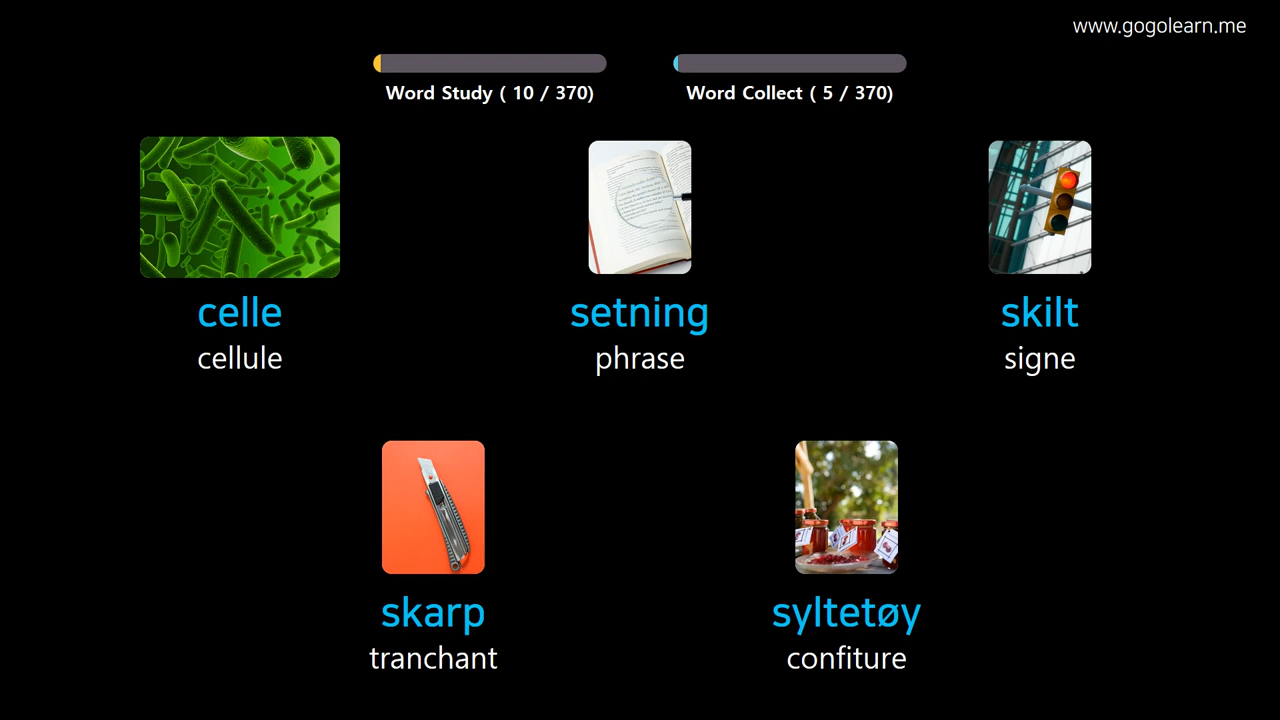 www.gogolearn.me
Word Study ( 10 / 370)
Word Collect ( 5 / 370)
celle
cellule
setning
phrase
skilt
signe
skarp
tranchant
syltetøy
confiture